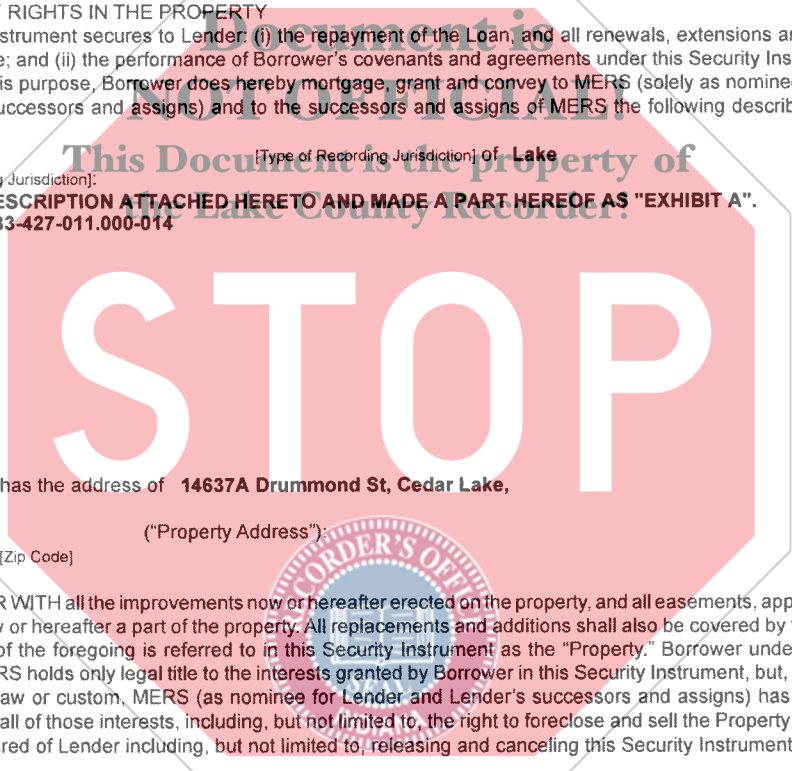 RIGHTS IN THE PROPERTY
strument secures to Lender: (i) the repayment of the Loan, and all renewals, extensions an
e; and (ii) the performance of Borrower's covenants and agreements under this Security Ins
is purpose, Borrower does hereby mortgage, grant and convey to MERS (solely as nomine
uccessors and assigns) and to the successors and assigns of MERS the following describ
Document is
NOT OFFICIAL!
This Document is the property of
the Lake County Recorder!
[Type of Recording Jurisdiction] of Lake
g Jurisdiction]:
ESCRIPTION ATTACHED HERETO AND MADE A PART HEREOF AS "EXHIBIT A".
33-427-011.000-014
STOP
has the address of 14637A Drummond St, Cedar Lake,
("Property Address"):
[Zip Code]
R WITH all the improvements now or hereafter erected on the property, and all easements, app
w or hereafter a part of the property. All replacements and additions shall also be covered by
of the foregoing is referred to in this Security Instrument as the "Property." Borrower unde
ERS holds only legal title to the interests granted by Borrower in this Security Instrument, but,
aw or custom, MERS (as nominee for Lender and Lender's successors and assigns) has
all of those interests, including, but not limited to, the right to foreclose and sell the Property
red of Lender including, but not limited to, releasing and canceling this Security Instrument
RECORDER'S OFFICE